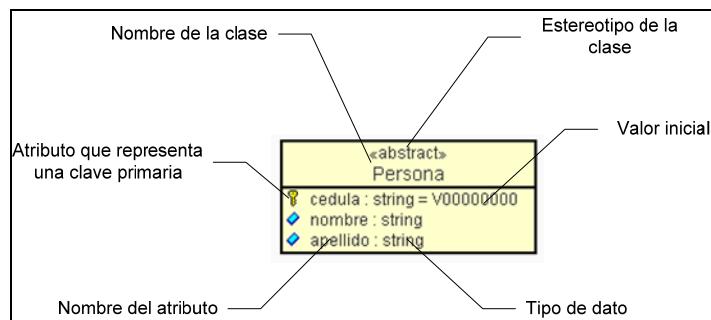 Nombre de la clase
Estereotipo de la
clase
Atributo que representa
una clave primaria
Valor inicial
«abstract»
Persona
cedula : string = V00000000
nombre : string
apellido : string
Nombre del atributo
Tipo de dato